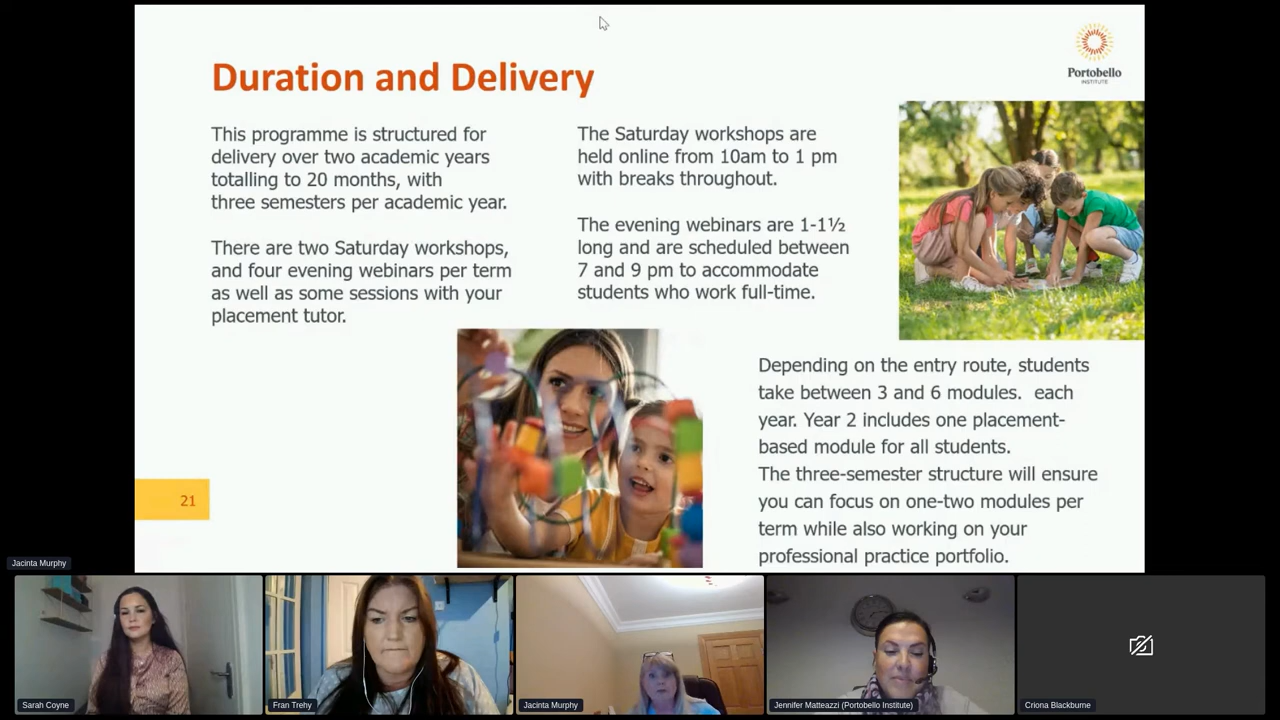 Duration and Delivery
Portobello
INSTITUTE
This programme is structured for
delivery over two academic years
totalling to 20 months, with
three semesters per academic year.
There are two Saturday workshops,
and four evening webinars per term
as well as some sessions with your
placement tutor.
The Saturday workshops are
held online from 10am to 1 pm
with breaks throughout.
The evening webinars are 1-1½
long and are scheduled between
7 and 9 pm to accommodate
students who work full-time.
Depending on the entry route, students
take between 3 and 6 modules.  each
year. Year 2 includes one placement-
based module for all students.
The three-semester structure will ensure
you can focus on one-two modules per
term while also working on your
professional practice portfolio.
21
Jacinta Murphy
Sarah Coyne
Fran Trehy
Jacinta Murphy
Jennifer Matteazzi (Portobello Institute)
Criona Blackburne